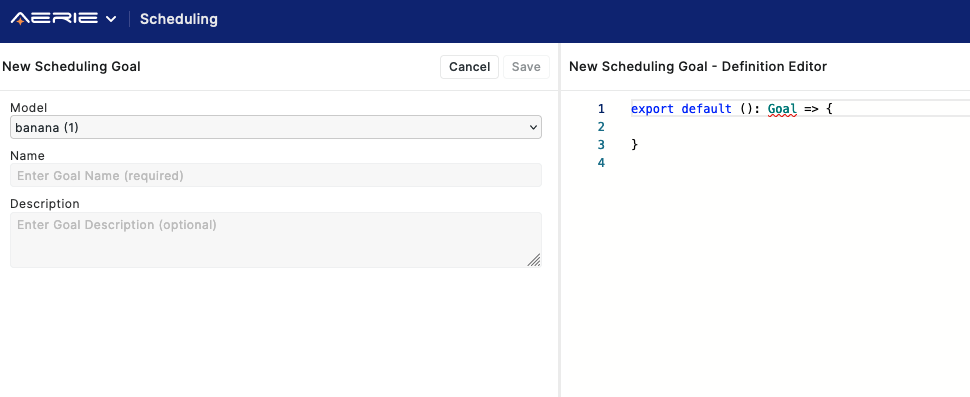 AERIE
Scheduling
New Scheduling Goal
Cancel
Save
Model
banana (1)
Name
Enter Goal Name (required)
Description
Enter Goal Description (optional)
New Scheduling Goal - Definition Editor
1 export default (): Goal => {
2
3 }
4